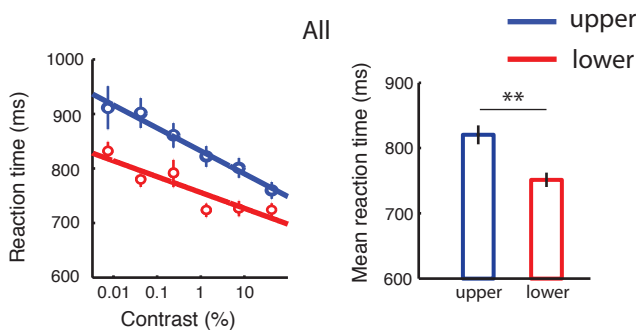 All
upper
lower
Reaction time (ms)
1000
900
800
700
600
0.01 0.1 1 10
Contrast (%)
Mean reaction time (ms)
900
800
700
600
**
upper lower